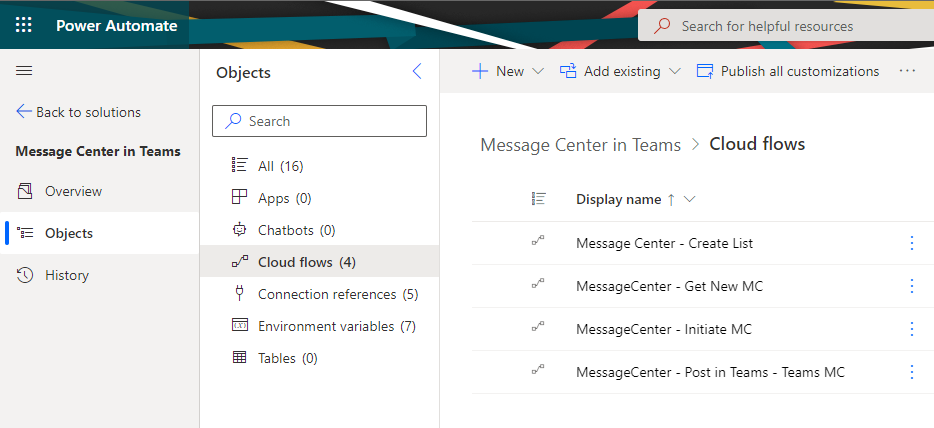 Power Automate
Search for helpful resources
Back to solutions
Message Center in Teams
Overview
Objects
History
Objects
Search
All (16)
Apps (0)
Chatbots (0)
Cloud flows (4)
Connection references (5)
Environment variables (7)
Tables (0)
New
Add existing
Publish all customizations
Message Center in Teams > Cloud flows
Display name ↑
Message Center - Create List
MessageCenter - Get New MC
MessageCenter - Initiate MC
MessageCenter - Post in Teams - Teams MC